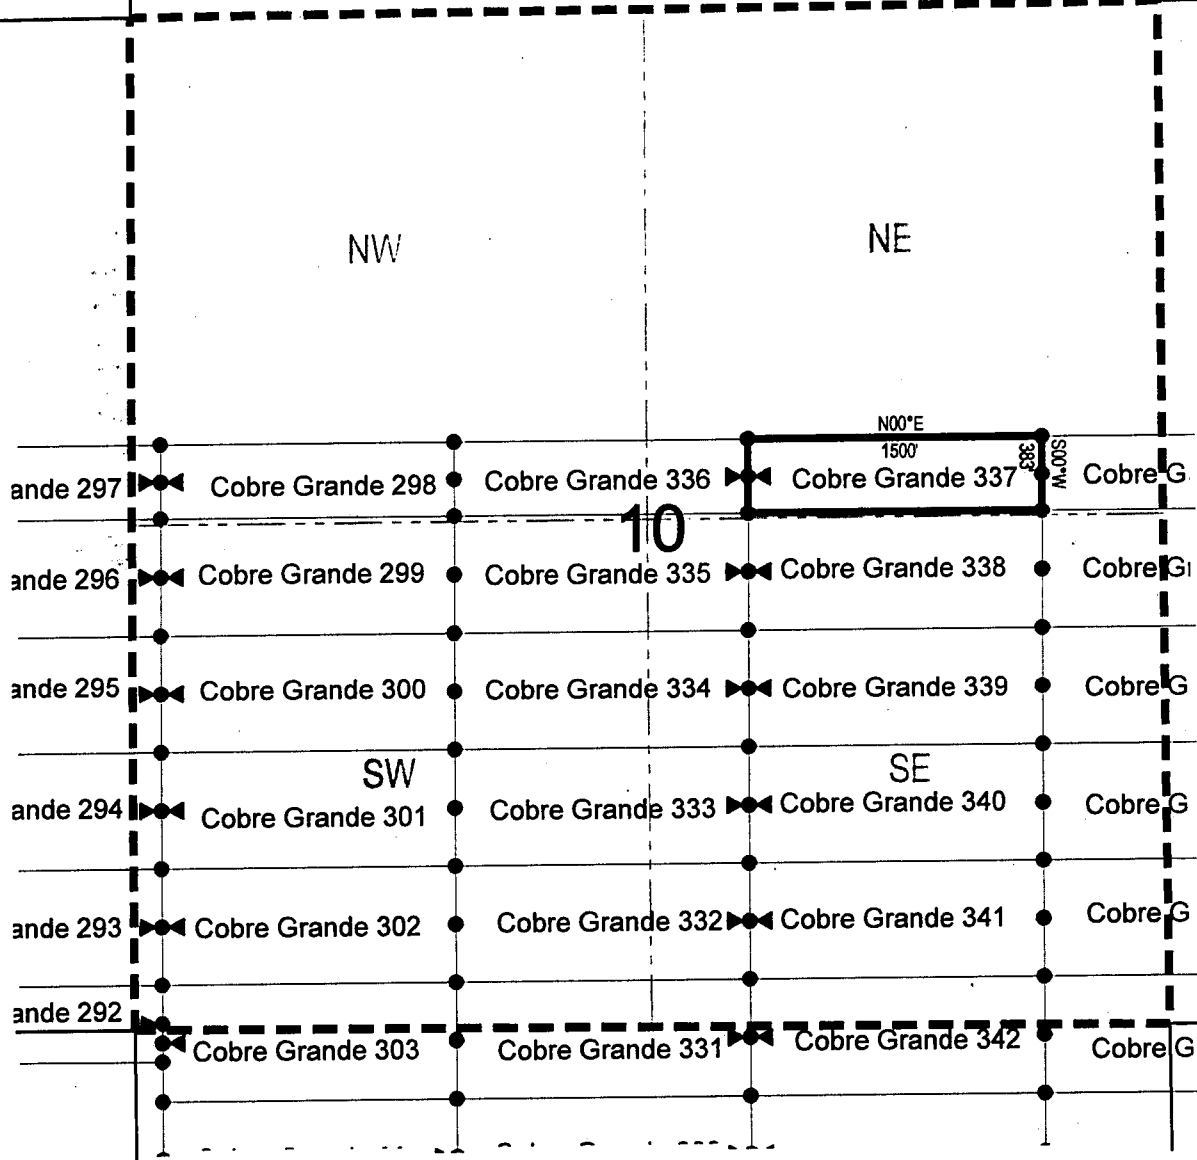 NW
NE
N00°E
1500'
383'
S00°W
ande 297
Cobre Grande 298
Cobre Grande 336
Cobre Grande 337
Cobre G
10
ande 296
Cobre Grande 299
Cobre Grande 335
Cobre Grande 338
Cobre G
ande 295
Cobre Grande 300
Cobre Grande 334
Cobre Grande 339
Cobre G
SW
SE
ande 294
Cobre Grande 301
Cobre Grande 333
Cobre Grande 340
Cobre G
ande 293
Cobre Grande 302
Cobre Grande 332
Cobre Grande 341
Cobre G
ande 292
Cobre Grande 303
Cobre Grande 331
Cobre Grande 342
Cobre G